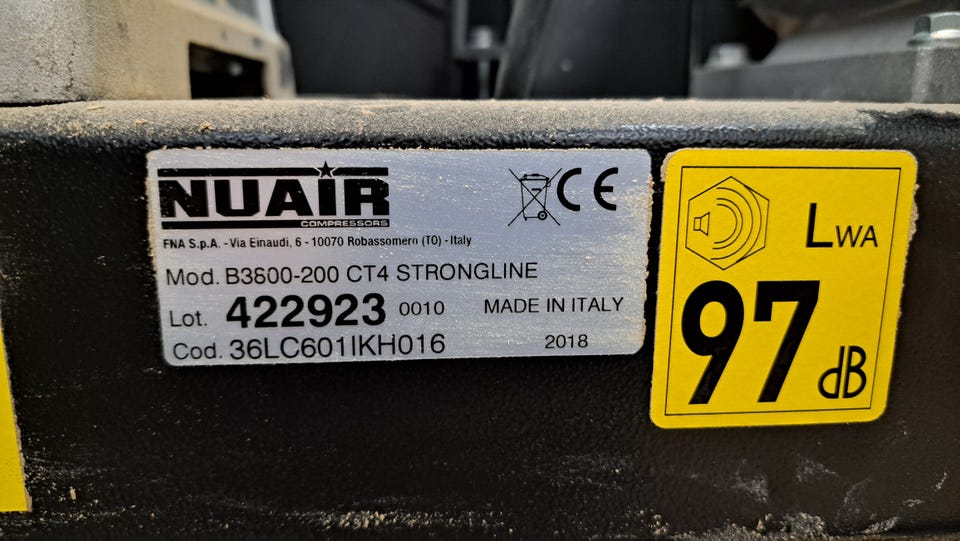 NUAIR
COMPRESSORS
CE
FNA S.p.A. - Via Einaudi, 6 - 10070 Robassomero (TO) - Italy
Mod. B3800-200 CT4 STRONGLINE
Lot. 422923 0010 MADE IN ITALY
Cod. 36LC601IKH016 2018
LWA
97
dB